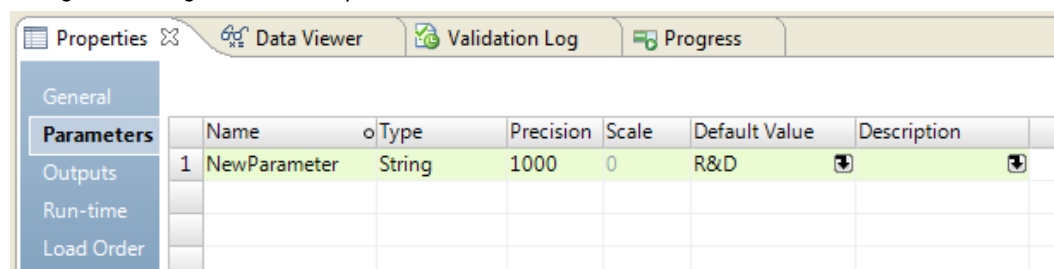 Properties Data Viewer Validation Log Progress
General
Parameters Name o Type Precision Scale Default Value Description
1 NewParameter String 1000 0 R&D
Outputs
Run-time
Load Order